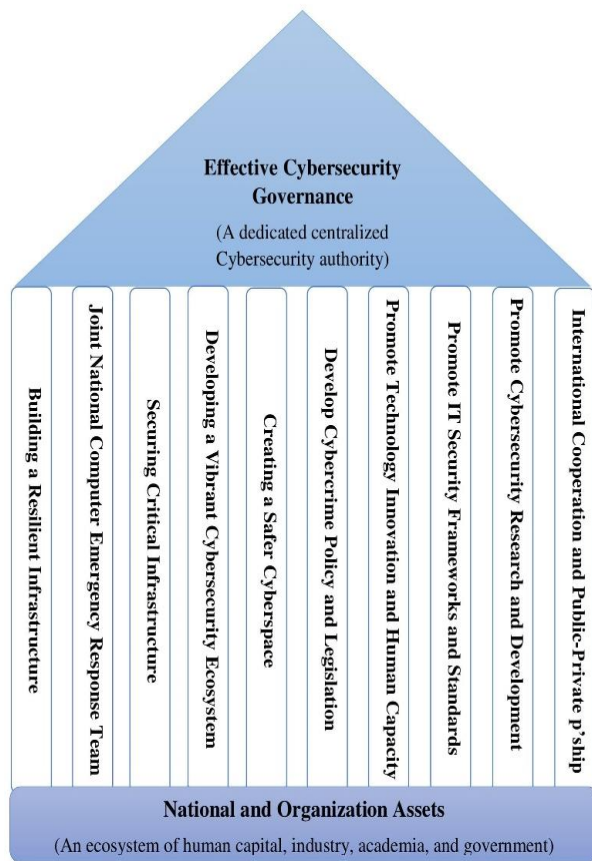 Effective Cybersecurity
Governance
(A dedicated centralized
Cybersecurity authority)
Building a Resilient Infrastructure
Joint National Computer Emergency Response Team
Securing Critical Infrastructure
Developing a Vibrant Cybersecurity Ecosystem
Creating a Safer Cyberspace
Develop Cybercrime Policy and Legislation
Promote Technology Innovation and Human Capacity
Promote IT Security Frameworks and Standards
Promote Cybersecurity Research and Development
International Cooperation and Public-Private p'ship
National and Organization Assets
(An ecosystem of human capital, industry, academia, and government)